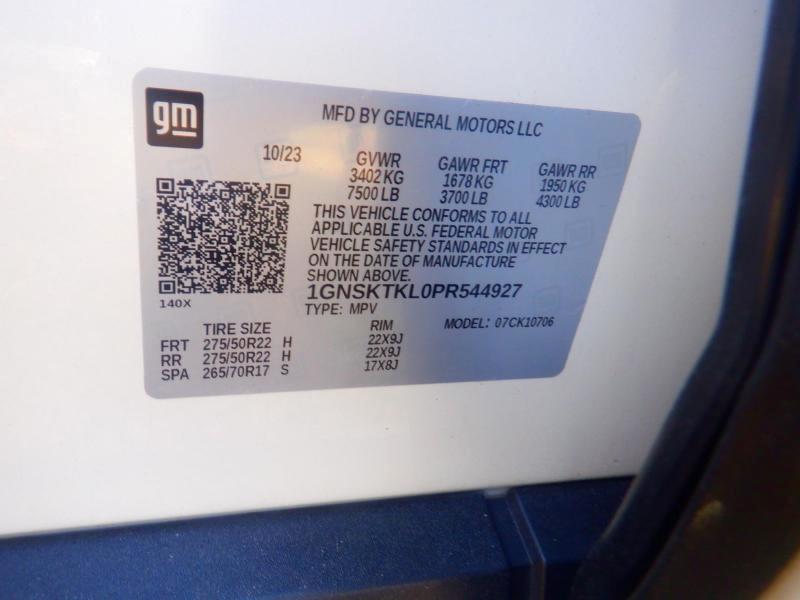 gm
MFD BY GENERAL MOTORS LLC
10/23 GVWR GAWR FRT GAWR RR
3402 KG 1678 KG 1950 KG
7500 LB 3700 LB 4300 LB
THIS VEHICLE CONFORMS TO ALL
APPLICABLE U.S. FEDERAL MOTOR
VEHICLE SAFETY STANDARDS IN EFFECT
ON THE DATE OF MANUFACTURE
SHOWN ABOVE.
140X
1GNSKTKL0PR544927
TYPE: MPV MODEL: 07CK10706
TIRE SIZE RIM
FRT 275/50R22 H 22X9J
RR 275/50R22 H 22X9J
SPA 265/70R17 S 17X8J